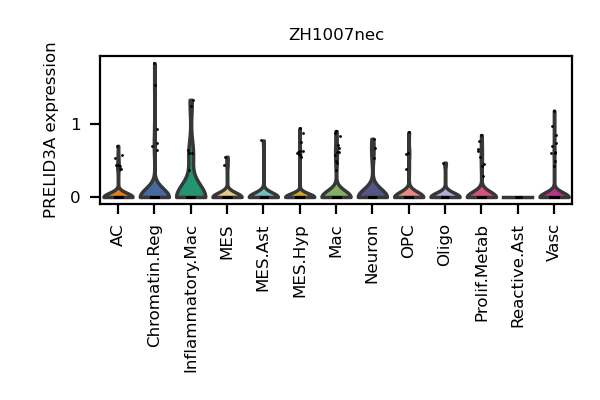 ZH1007nec
PRELID3A expression
1
0
AC
Chromatin.Reg
Inflammatory.Mac
MES
MES.Ast
MES.Hyp
Mac
Neuron
OPC
Oligo
Prolif.Metab
Reactive.Ast
Vasc